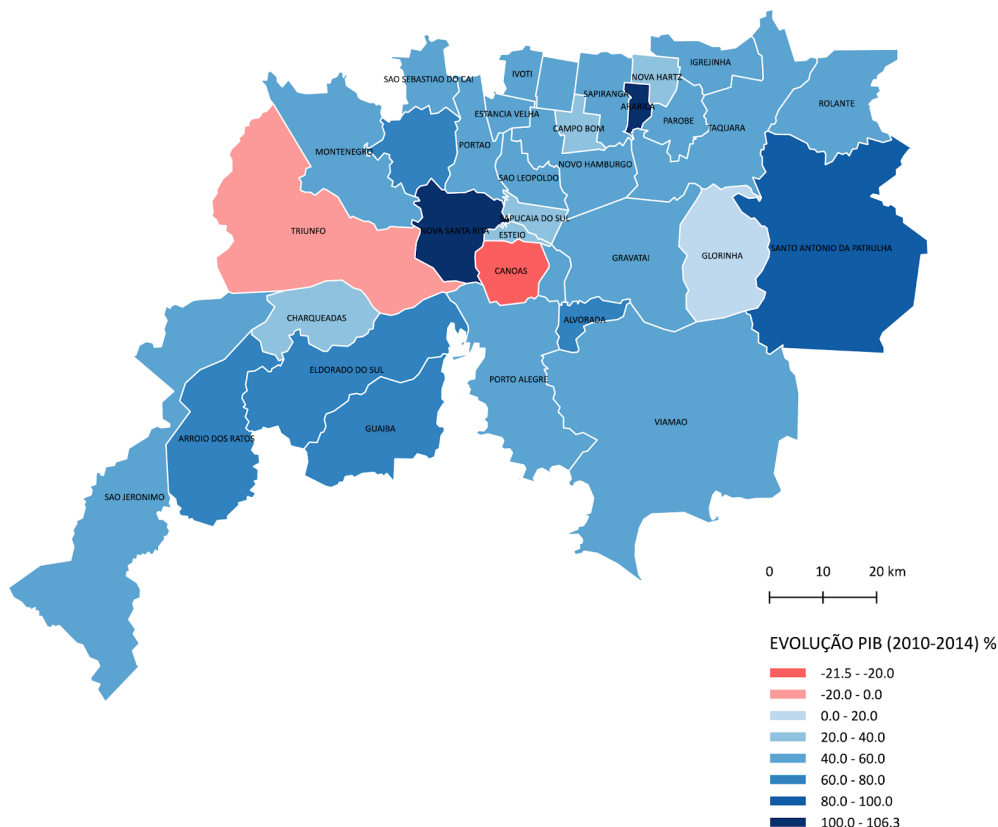 SAO SEBASTIAO DO CAI
IVOTI
IGREJINHA
NOVA HARTZ
SAPIRANGA
ARARICA
ROLANTE
ESTANCIA VELHA
PAROBE
CAMPO BOM
TAQUARA
PORTAO
MONTENEGRO
NOVO HAMBURGO
SAO LEOPOLDO
SAPUCAIA DO SUL
TRIUNFO
NOVA SANTA RITA
ESTEIO
SANTO ANTONIO DA PATRULHA
GRAVATAI
GLORINHA
CANOAS
CHARQUEADAS
ALVORADA
ELDORADO DO SUL
PORTO ALEGRE
VIAMAO
GUAIBA
ARROIO DOS RATOS
SAO JERONIMO
0 10 20 km
EVOLUÇÃO PIB (2010-2014) %
-21.5 - -20.0
-20.0 - 0.0
0.0 - 20.0
20.0 - 40.0
40.0 - 60.0
60.0 - 80.0
80.0 - 100.0
100.0 - 106.3